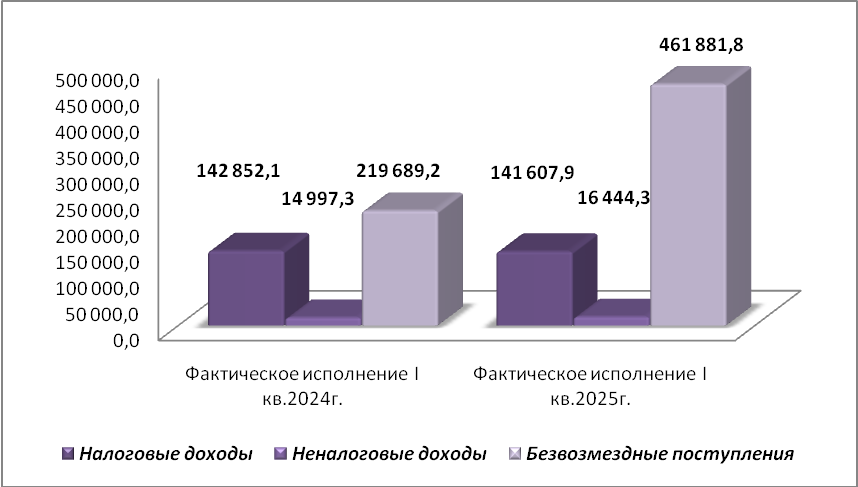 461 881,8
500 000,0
450 000,0
400 000,0
350 000,0
300 000,0
250 000,0
200 000,0
150 000,0
100 000,0
50 000,0
0,0
142 852,1
14 997,3
219 689,2
141 607,9
16 444,3
Фактическое исполнение I
кв.2024г.
Фактическое исполнение I
кв.2025г.
Налоговые доходы
Неналоговые доходы
Безвозмездные поступления